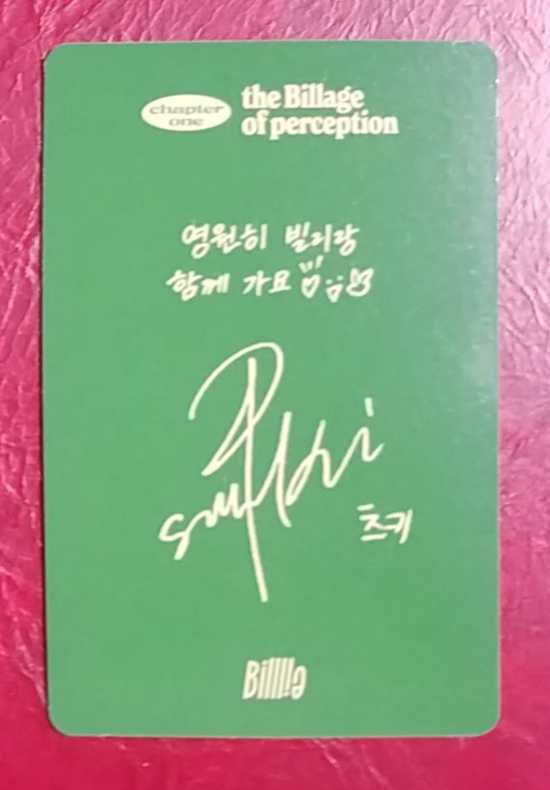 chapter one
the Billage
of perception
영원히 빌리랑
함께 가요
츠키
Billlie